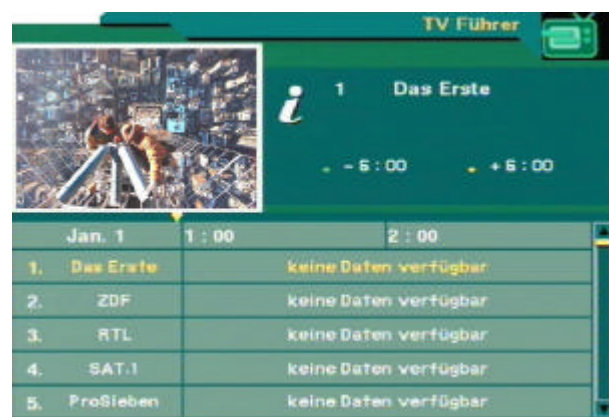 TV Führer
1 Das Erste
- 6:00 + 6:00
Jan. 1 1 : 00 2 : 00
1. Das Erste keine Daten verfügbar
2. ZDF keine Daten verfügbar
3. RTL keine Daten verfügbar
4. SAT.1 keine Daten verfügbar
5. ProSieben keine Daten verfügbar